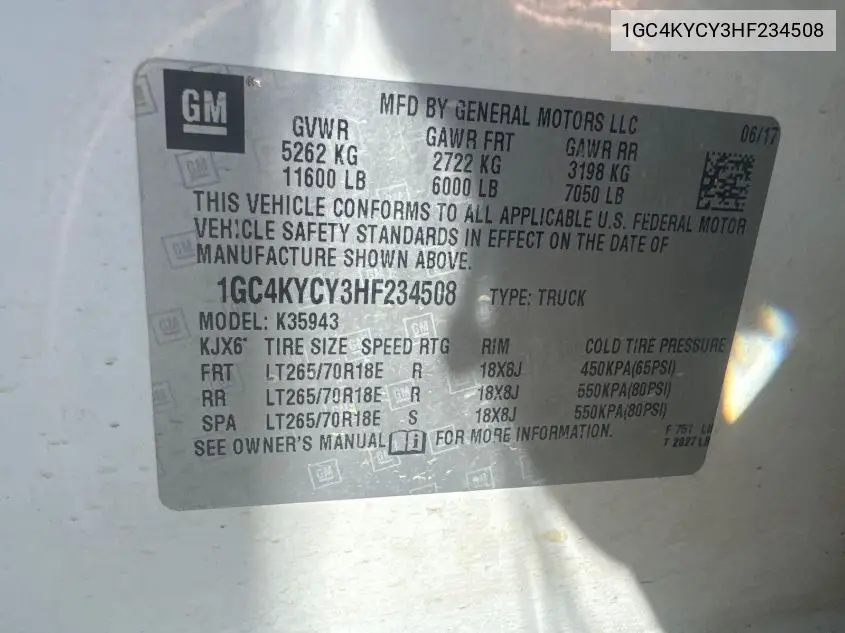 1GC4KYCY3HF234508
GM
MFD BY GENERAL MOTORS LLC
06/17
GVWR GAWR FRT GAWR RR
5262 KG 2722 KG 3198 KG
11600 LB 6000 LB 7050 LB
THIS VEHICLE CONFORMS TO ALL APPLICABLE U.S. FEDERAL MOTOR
VEHICLE SAFETY STANDARDS IN EFFECT ON THE DATE OF
MANUFACTURE SHOWN ABOVE.
1GC4KYCY3HF234508 TYPE: TRUCK
MODEL: K35943
KJX6* TIRE SIZE SPEED RTG RIM COLD TIRE PRESSURE
FRT LT265/70R18E R 18X8J 450KPA(65PSI)
RR LT265/70R18E R 18X8J 550KPA(80PSI)
SPA LT265/70R18E S 18X8J 550KPA(80PSI)
SEE OWNER'S MANUAL FOR MORE INFORMATION.
F 751 LB
T 2827 LB